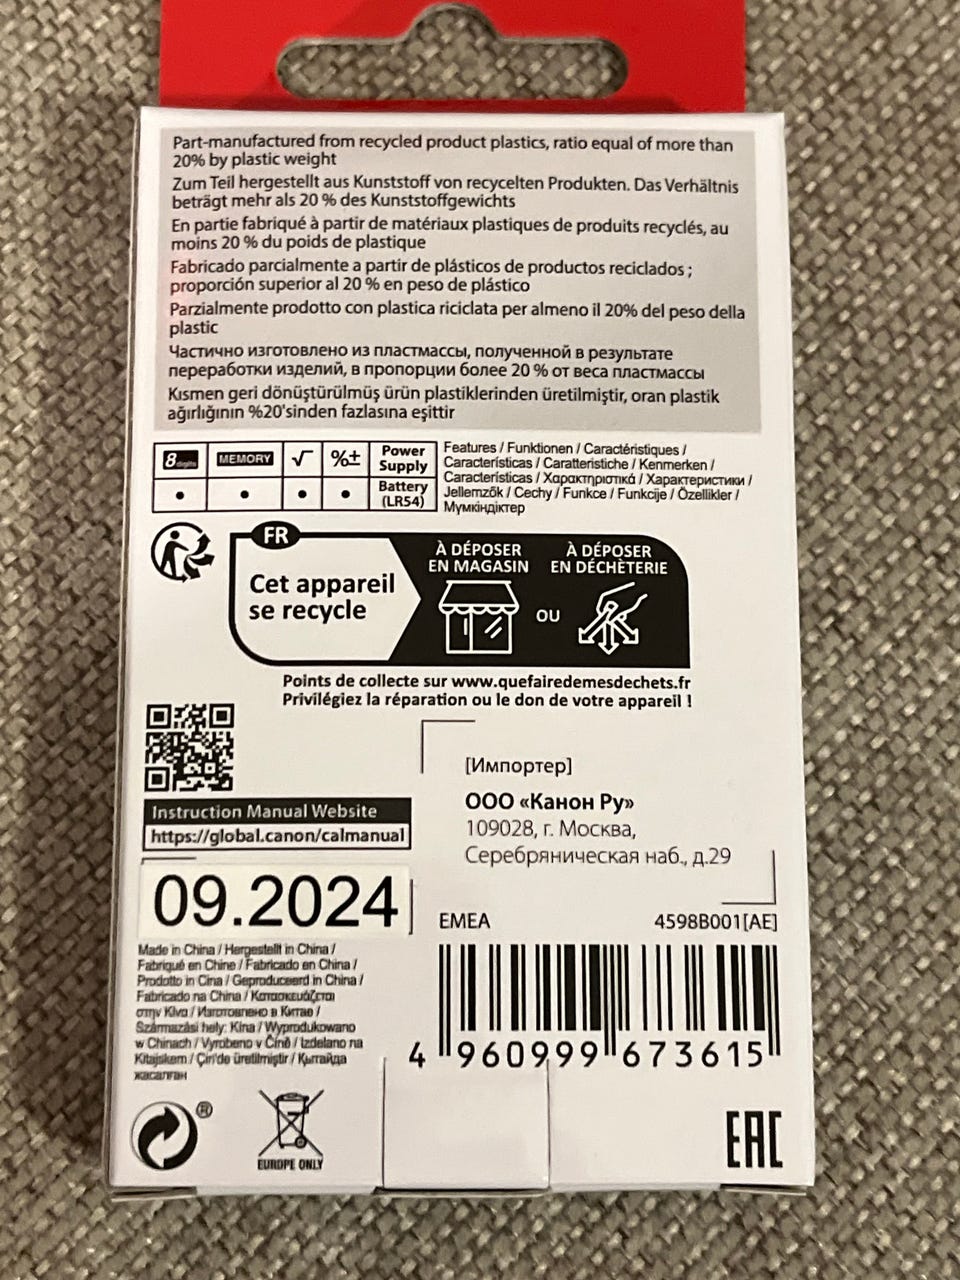 Part-manufactured from recycled product plastics, ratio equal of more than
20% by plastic weight
Zum Teil hergestellt aus Kunststoff von recycelten Produkten. Das Verhältnis
beträgt mehr als 20 % des Kunststoffgewichts
En partie fabriqué à partir de matériaux plastiques de produits recyclés, au
moins 20 % du poids de plastique
Fabricado parcialmente a partir de plásticos de productos reciclados ;
proporción superior al 20 % en peso de plástico
Parzialmente prodotto con plastica riciclata per almeno il 20% del peso della
plastic
Частично изготовлено из пластмассы, полученной в результате
переработки изделий, в пропорции более 20 % от веса пластмассы
Kısmen geri dönüştürülmüş ürün plastiklerinden üretilmiştir, oran plastik
ağırlığının %20'sinden fazlasına eşittir
8 digits MEMORY √ %± Power Supply
• • • • Battery (LR54)
Features / Funktionen / Caractéristiques /
Características / Caratteristiche / Kenmerken /
Características / Χαρακτηριστικά / Характеристики /
Jellemzők / Cechy / Funkce / Funkcije / Özellikler /
Мүмкіндіктер
FR
Cet appareil
se recycle
À DÉPOSER
EN MAGASIN
OU
À DÉPOSER
EN DÉCHÈTERIE
Points de collecte sur www.quefairedemesdechets.fr
Privilégiez la réparation ou le don de votre appareil !
Instruction Manual Website
https://global.canon/calmanual
[Импортер]
ООО «Канон Ру»
109028, г. Москва,
Серебряническая наб., д.29
09.2024
EMEA 4598B001[AE]
Made in China / Hergestellt in China /
Fabriqué en Chine / Fabricado en China /
Prodotto in Cina / Geproduceerd in China /
Fabricado na China / Κατασκευάζεται
στην Κίνα / Изготовлено в Китае /
Származási hely: Kína / Wyprodukowano
w Chinach / Vyrobeno v Číně / Izdelano na
Kitajskem / Çin'de üretilmiştir / Қытайда
жасалған
4 960999 673615
®
EUROPE ONLY
EAC